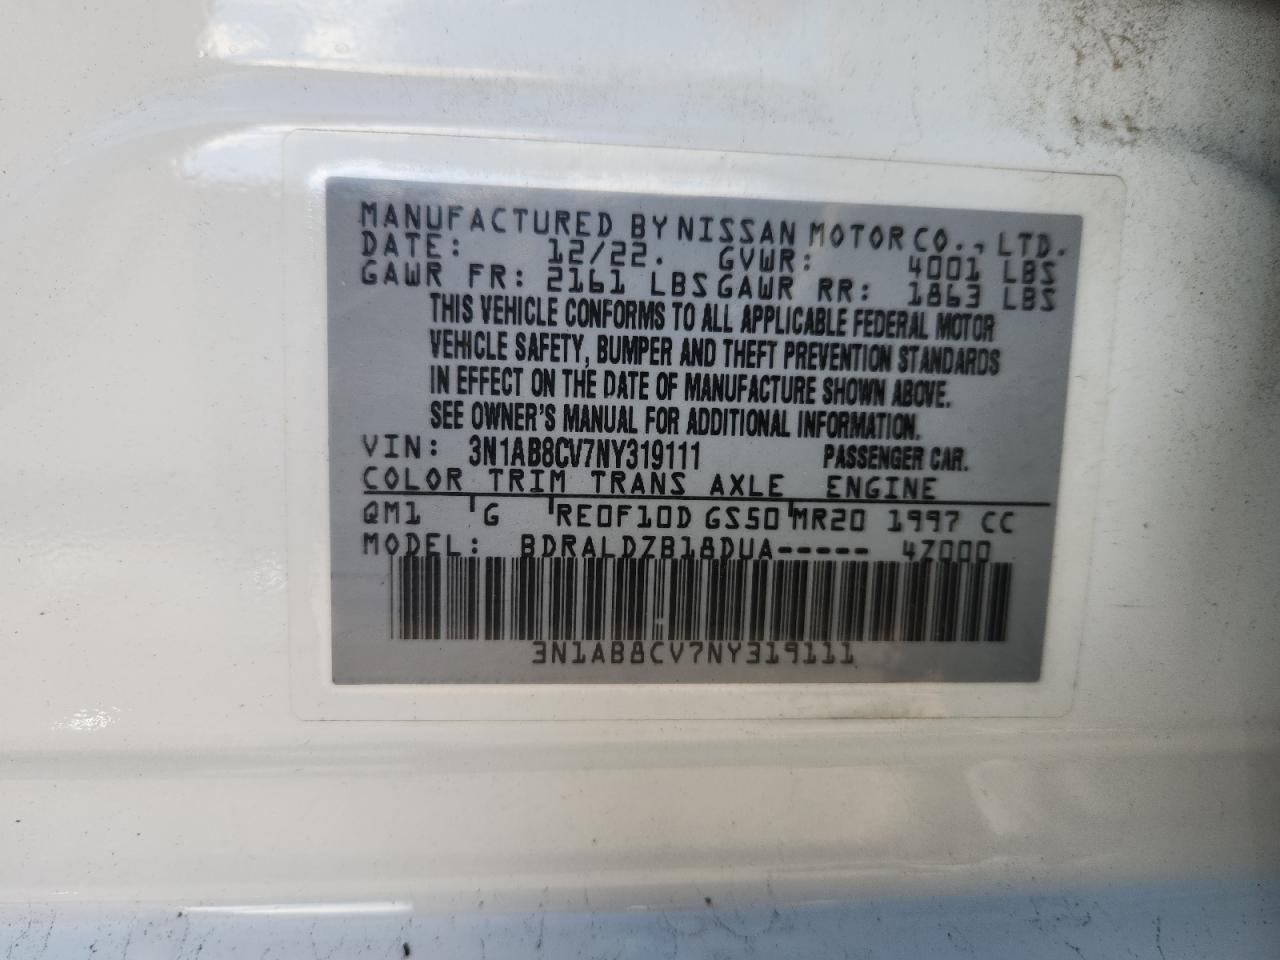 MANUFACTURED BY NISSAN MOTOR CO., LTD.
DATE: 12/22. GVWR: 4001 LBS
GAWR FR: 2161 LBS GAWR RR: 1863 LBS
THIS VEHICLE CONFORMS TO ALL APPLICABLE FEDERAL MOTOR
VEHICLE SAFETY, BUMPER AND THEFT PREVENTION STANDARDS
IN EFFECT ON THE DATE OF MANUFACTURE SHOWN ABOVE.
SEE OWNER'S MANUAL FOR ADDITIONAL INFORMATION.
VIN: 3N1AB8CV7NY319111 PASSENGER CAR.
COLOR TRIM TRANS AXLE ENGINE
QM1 G RE0F10D GS50 MR20 1997 CC
MODEL: BDRALDZB18DUA----- 4Z000
3N1AB8CV7NY319111